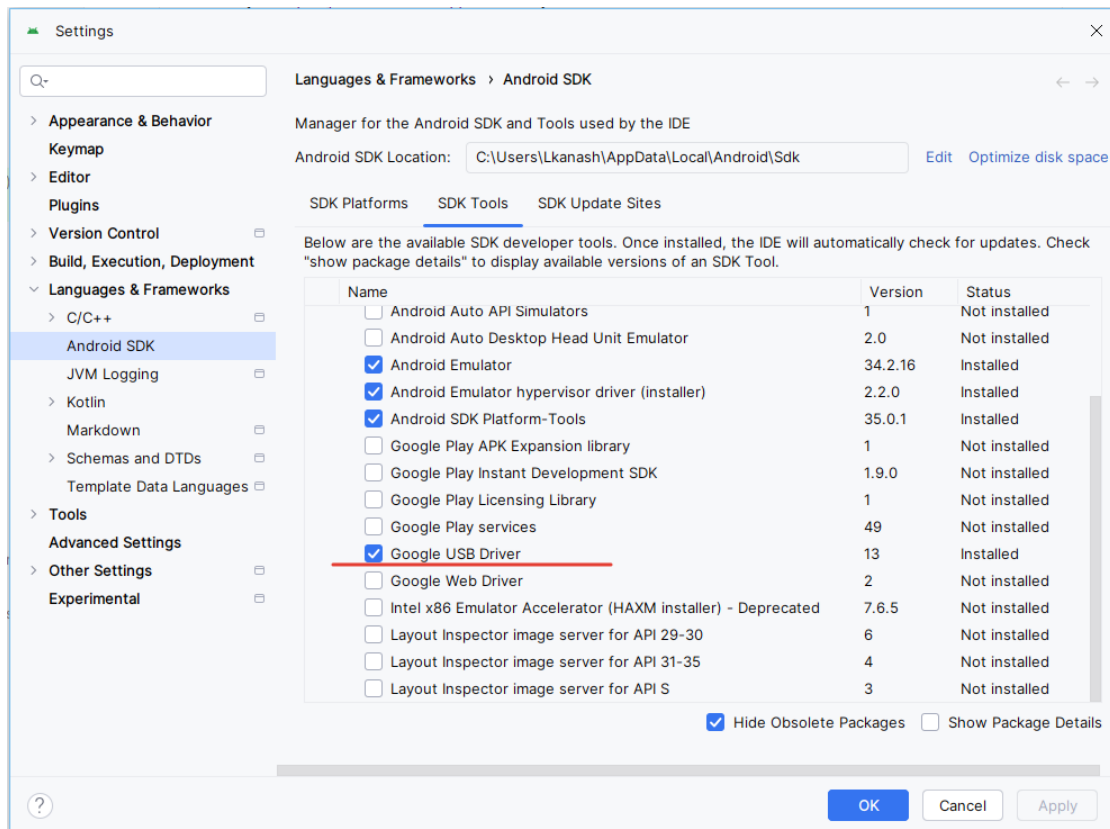 Settings
Languages & Frameworks › Android SDK
Appearance & Behavior
Keymap
Editor
Plugins
Version Control
Build, Execution, Deployment
Languages & Frameworks
C/C++
Android SDK
JVM Logging
Kotlin
Markdown
Schemas and DTDs
Template Data Languages
Tools
Advanced Settings
Other Settings
Experimental
Manager for the Android SDK and Tools used by the IDE
Android SDK Location: C:\Users\Lkanash\AppData\Local\Android\Sdk Edit Optimize disk space
SDK Platforms SDK Tools SDK Update Sites
Below are the available SDK developer tools. Once installed, the IDE will automatically check for updates. Check
"show package details" to display available versions of an SDK Tool.
Name Version Status
Android Auto API Simulators 1 Not installed
Android Auto Desktop Head Unit Emulator 2.0 Not installed
Android Emulator 34.2.16 Installed
Android Emulator hypervisor driver (installer) 2.2.0 Installed
Android SDK Platform-Tools 35.0.1 Installed
Google Play APK Expansion library 1 Not installed
Google Play Instant Development SDK 1.9.0 Not installed
Google Play Licensing Library 1 Not installed
Google Play services 49 Not installed
Google USB Driver 13 Installed
Google Web Driver 2 Not installed
Intel x86 Emulator Accelerator (HAXM installer) - Deprecated 7.6.5 Not installed
Layout Inspector image server for API 29-30 6 Not installed
Layout Inspector image server for API 31-35 4 Not installed
Layout Inspector image server for API S 3 Not installed
Hide Obsolete Packages Show Package Details
? OK Cancel Apply